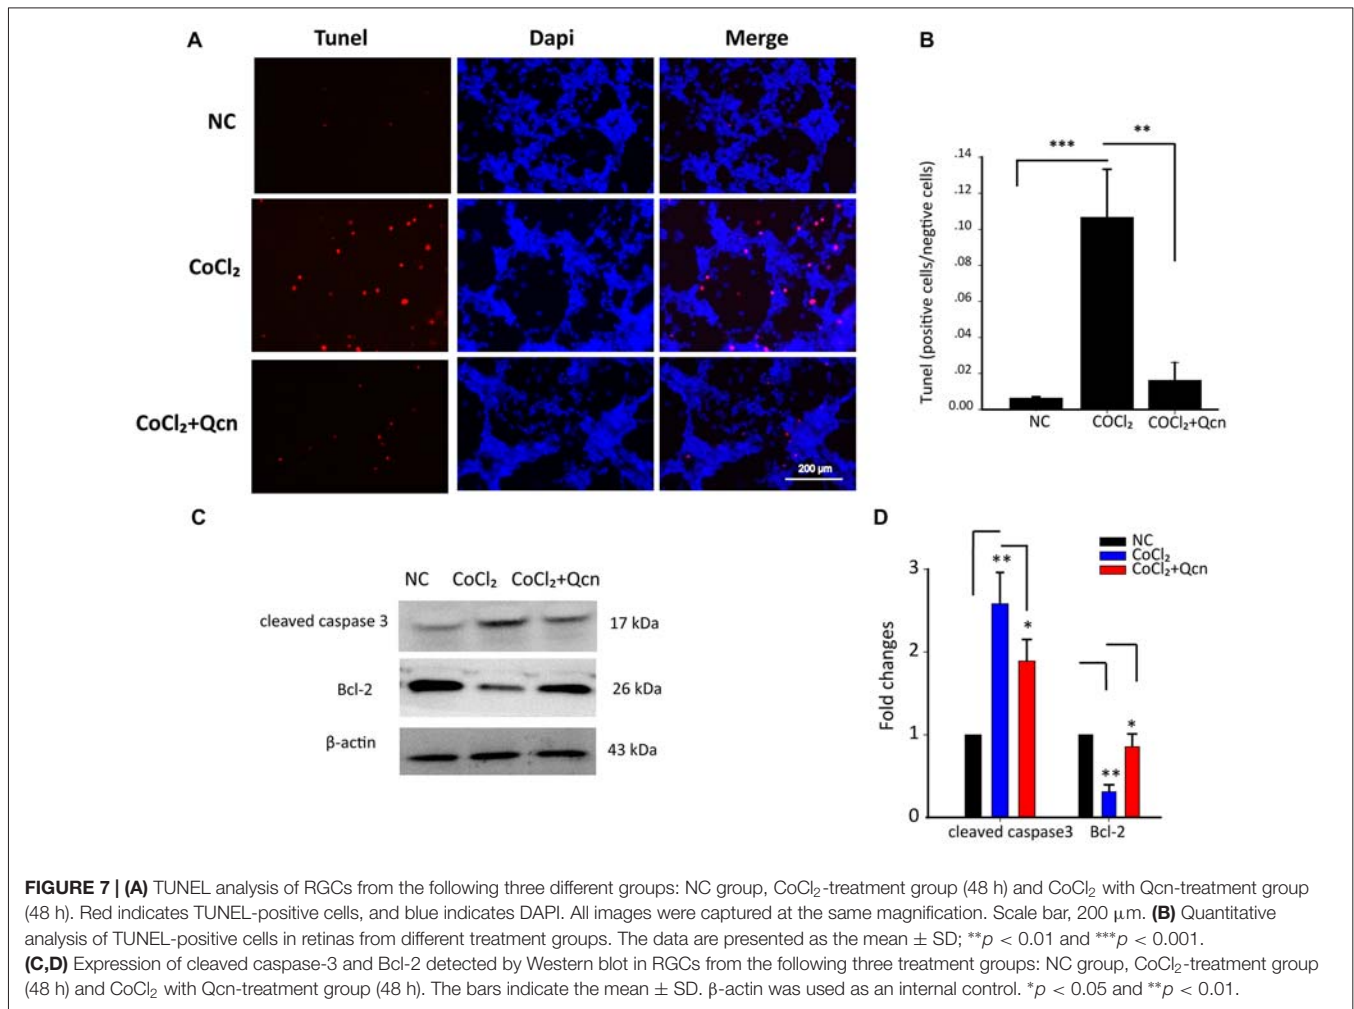 A
Tunel Dapi Merge
NC
CoCl₂
CoCl₂+Qcn
200 µm
B
*** **
Tunel (positive cells/negtive cells)
.14
.12
.10
.08
.06
.04
.02
0.00
NC COCl₂ COCl₂+Qcn
C
NC CoCl₂ CoCl₂+Qcn
cleaved caspase 3 17 kDa
Bcl-2 26 kDa
β-actin 43 kDa
D
NC
CoCl₂
CoCl₂+Qcn
Fold changes
3
2
1
0
**
*
**
*
cleaved caspase3 Bcl-2
FIGURE 7 | (A) TUNEL analysis of RGCs from the following three different groups: NC group, CoCl₂-treatment group (48 h) and CoCl₂ with Qcn-treatment group
(48 h). Red indicates TUNEL-positive cells, and blue indicates DAPI. All images were captured at the same magnification. Scale bar, 200 µm. (B) Quantitative
analysis of TUNEL-positive cells in retinas from different treatment groups. The data are presented as the mean ± SD; **p < 0.01 and ***p < 0.001.
(C,D) Expression of cleaved caspase-3 and Bcl-2 detected by Western blot in RGCs from the following three treatment groups: NC group, CoCl₂-treatment group
(48 h) and CoCl₂ with Qcn-treatment group (48 h). The bars indicate the mean ± SD. β-actin was used as an internal control. *p < 0.05 and **p < 0.01.